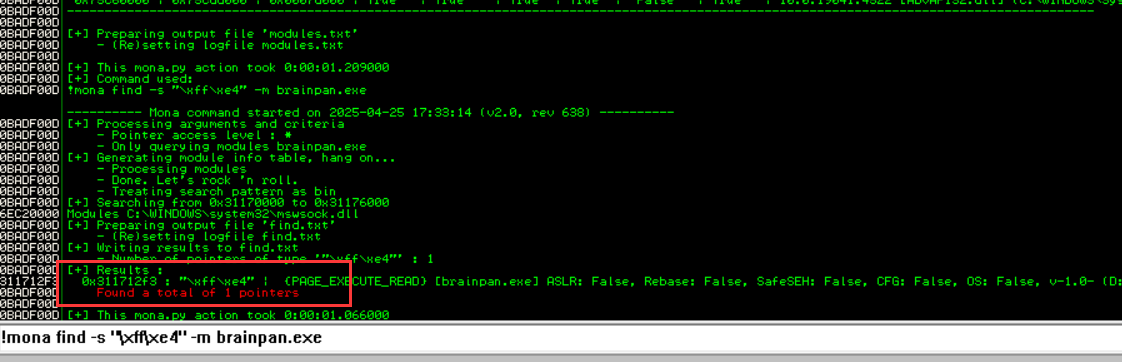 0BADF00D
0BADF00D
0BADF00D [+] Preparing output file 'modules.txt'
0BADF00D - (Re)setting logfile modules.txt
0BADF00D
0BADF00D [+] This mona.py action took 0:00:01.209000
0BADF00D [+] Command used:
0BADF00D !mona find -s "\xff\xe4" -m brainpan.exe
---------- Mona command started on 2025-04-25 17:33:14 (v2.0, rev 638) ----------
0BADF00D [+] Processing arguments and criteria
0BADF00D - Pointer access level : *
0BADF00D - Only querying modules brainpan.exe
0BADF00D [+] Generating module info table, hang on...
0BADF00D - Processing modules
0BADF00D - Done. Let's rock 'n roll.
0BADF00D - Treating search pattern as bin
0BADF00D [+] Searching from 0x31170000 to 0x31176000
6EC20000 Modules C:\WINDOWS\system32\mswsock.dll
0BADF00D [+] Preparing output file 'find.txt'
0BADF00D - (Re)setting logfile find.txt
0BADF00D [+] Writing results to find.txt
0BADF00D - Number of pointers of type '"\xff\xe4"' : 1
0BADF00D [+] Results :
311712F3 0x311712f3 : "\xff\xe4" | {PAGE_EXECUTE_READ} [brainpan.exe] ASLR: False, Rebase: False, SafeSEH: False, CFG: False, OS: False, v-1.0- (D:
0BADF00D Found a total of 1 pointers
0BADF00D
0BADF00D [+] This mona.py action took 0:00:01.066000
!mona find -s "\xff\xe4" -m brainpan.exe